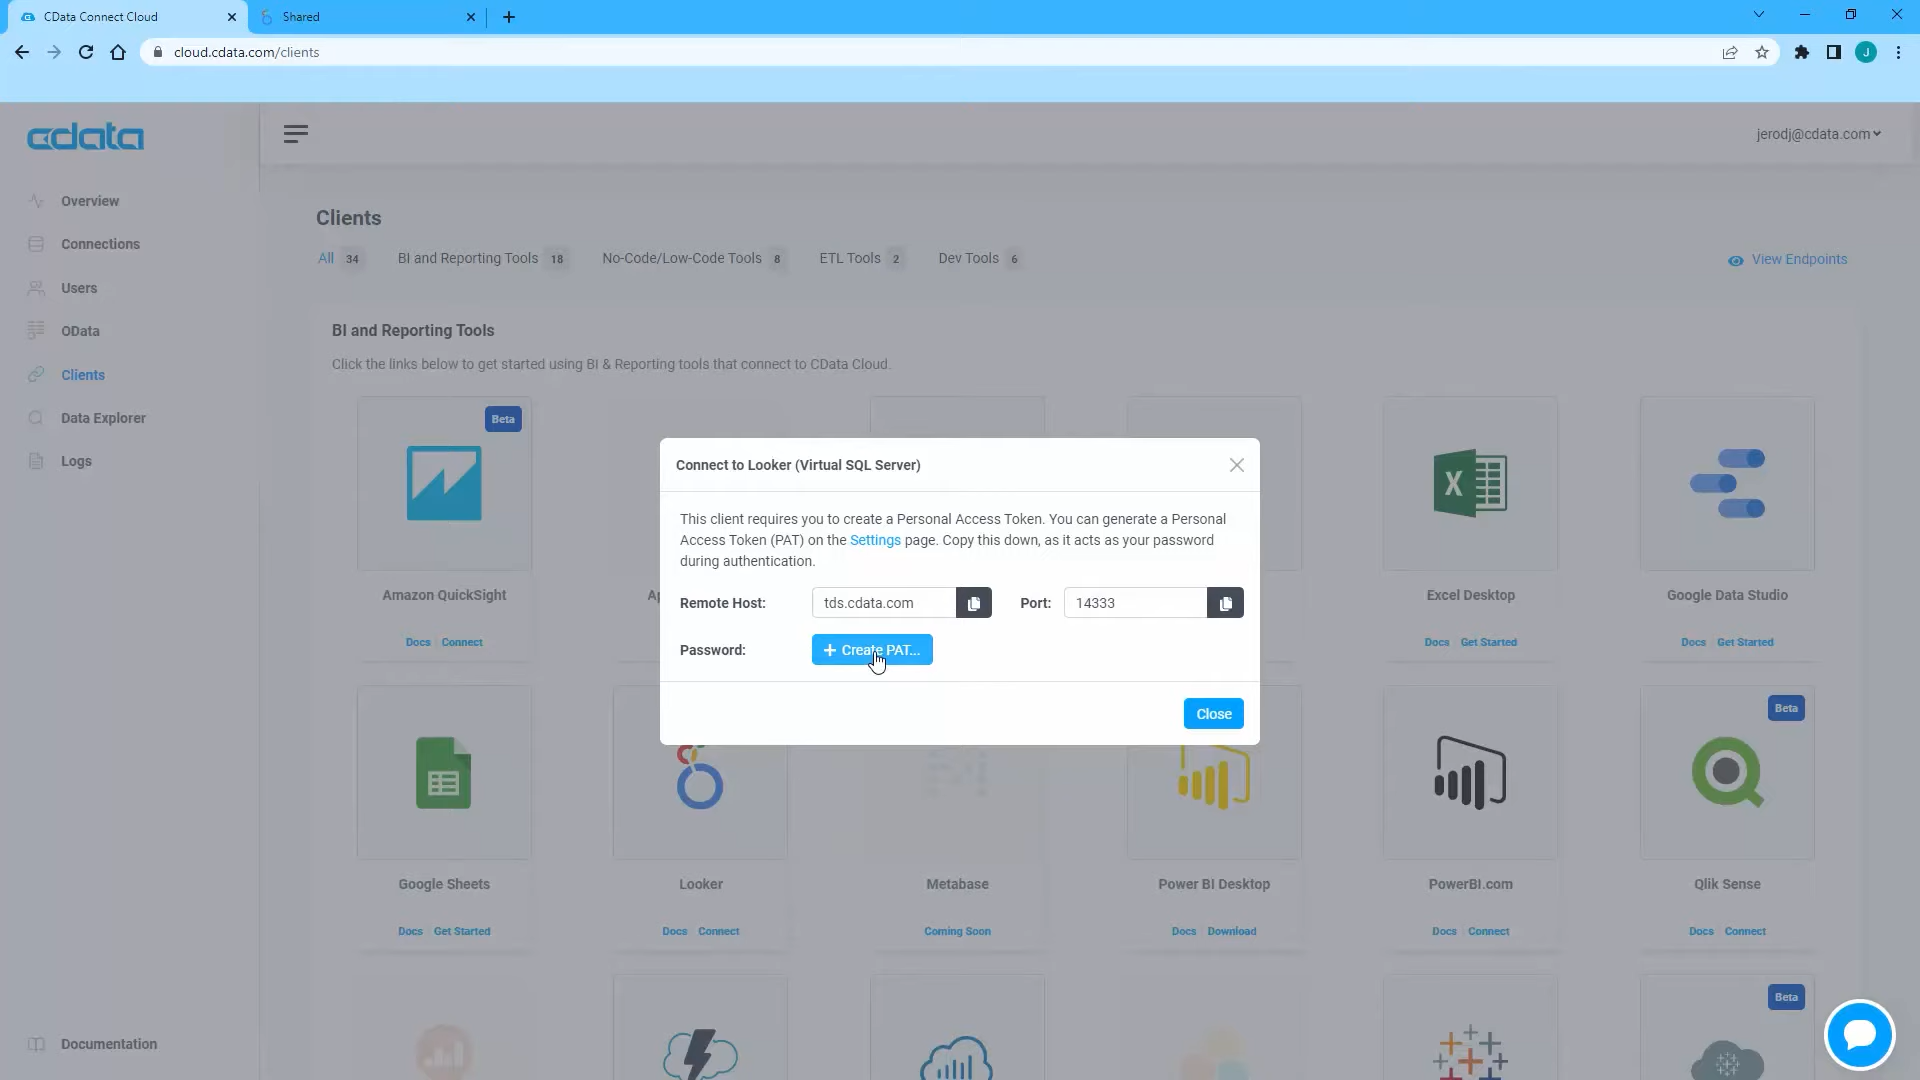 CData Connect Cloud
Shared
cloud.cdata.com/clients
J
cdata
jerodj@cdata.com
Overview
Connections
Users
OData
Clients
Data Explorer
Logs
Documentation
Clients
All 34
BI and Reporting Tools 18
No-Code/Low-Code Tools 8
ETL Tools 2
Dev Tools 6
View Endpoints
BI and Reporting Tools
Click the links below to get started using BI & Reporting tools that connect to CData Cloud.
Beta
Amazon QuickSight
Docs Connect
Ap
Excel Desktop
Docs Get Started
Google Data Studio
Docs Get Started
Connect to Looker (Virtual SQL Server)
This client requires you to create a Personal Access Token. You can generate a Personal
Access Token (PAT) on the Settings page. Copy this down, as it acts as your password
during authentication.
Remote Host: tds.cdata.com Port: 14333
Password: + Create PAT...
Close
Google Sheets
Docs Get Started
Looker
Docs Connect
Metabase
Coming Soon
Power BI Desktop
Docs Download
PowerBI.com
Docs Connect
Beta
Qlik Sense
Docs Connect
Beta